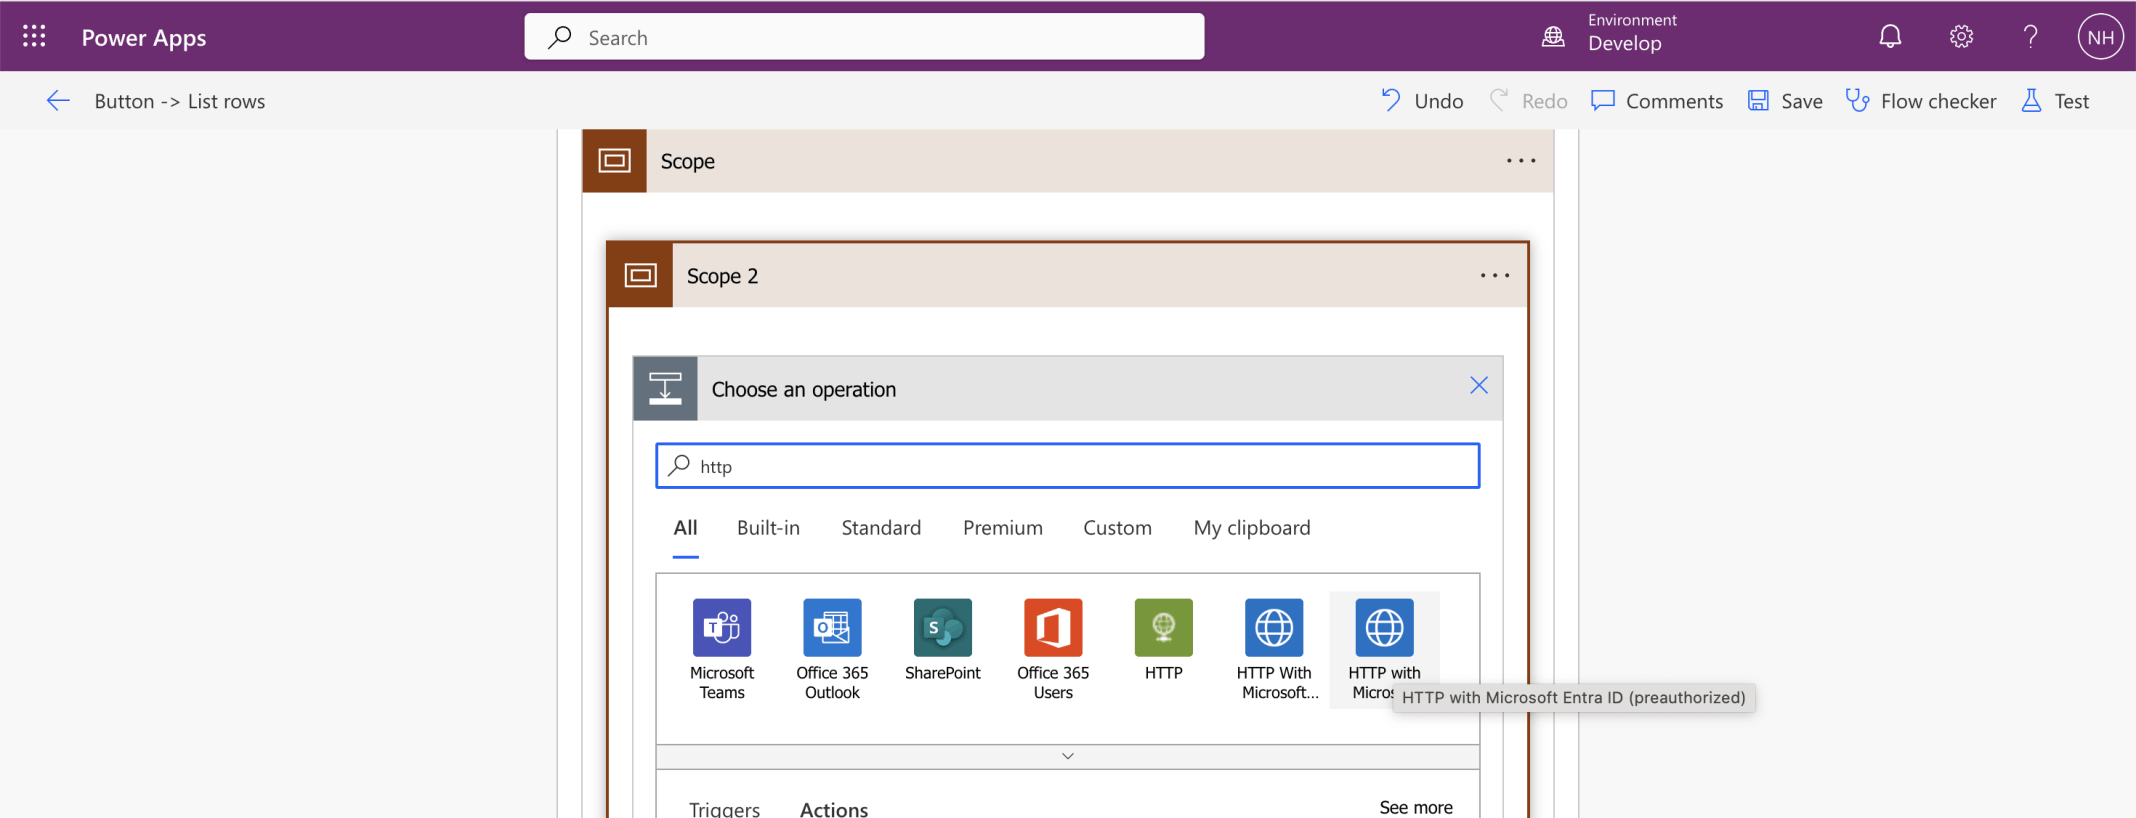 Power Apps
Search
Environment
Develop
NH
Button -> List rows
Undo
Redo
Comments
Save
Flow checker
Test
Scope
Scope 2
Choose an operation
http
All
Built-in
Standard
Premium
Custom
My clipboard
Microsoft
Teams
Office 365
Outlook
SharePoint
Office 365
Users
HTTP
HTTP With
Microsoft...
HTTP with
HTTP with Microsoft Entra ID (preauthorized)
Triggers
Actions
See more